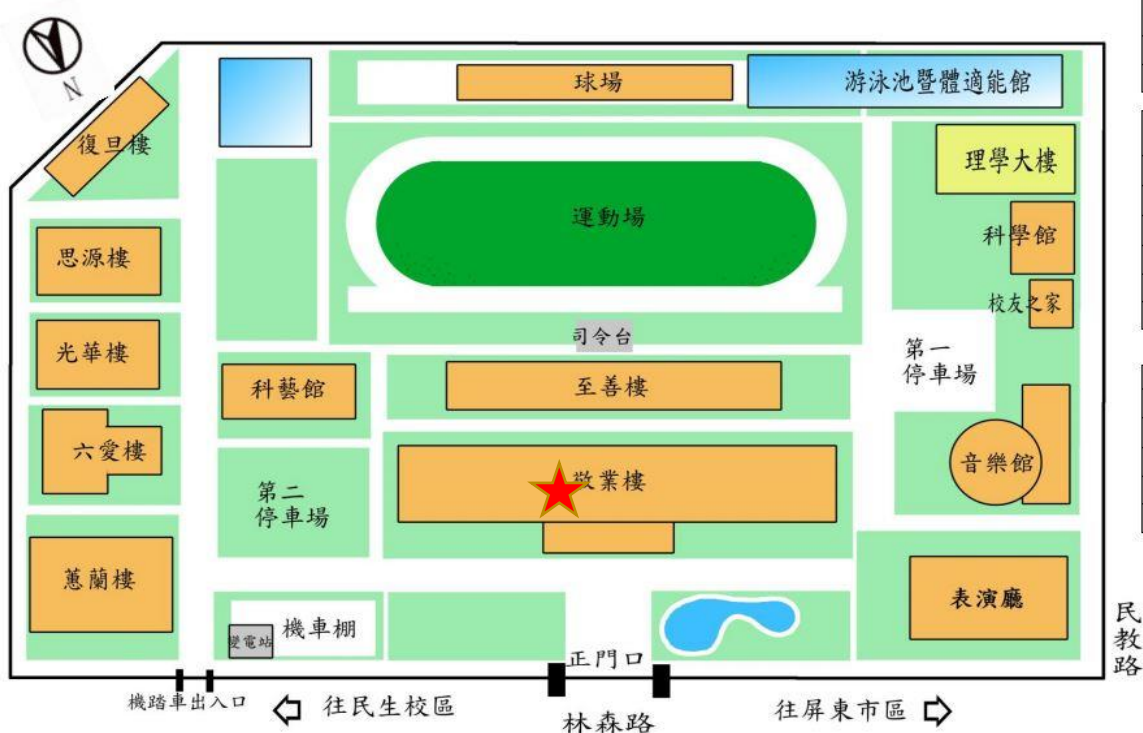 N
復旦樓
球場
游泳池暨體適能館
理學大樓
運動場
科學館
思源樓
校友之家
司令台
光華樓
第一
停車場
科藝館
至善樓
六愛樓
第二
停車場
敬業樓
音樂館
蕙蘭樓
表演廳
變電站
機車棚
正門口
民教路
機踏車出入口
往民生校區
林森路
往屏東市區